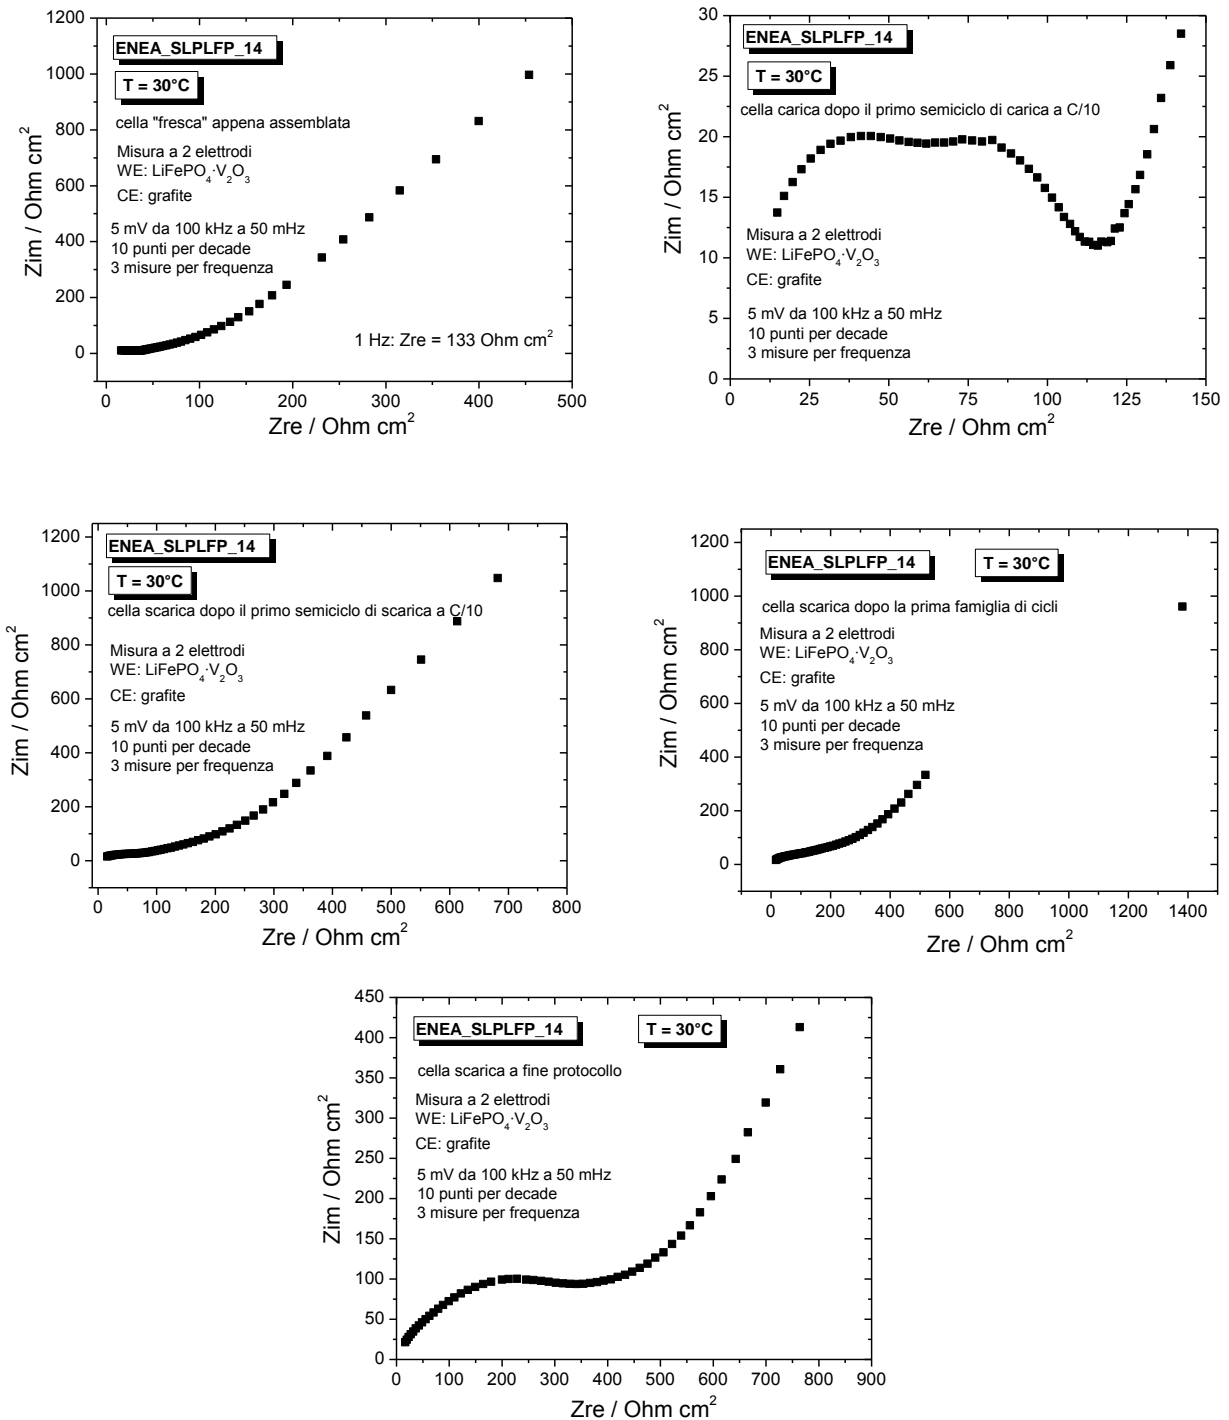 1200
1000
800
600
400
200
0
Zim / Ohm cm²
ENEA_SLPLFP_14
T = 30°C
cella "fresca" appena assemblata
Misura a 2 elettrodi
WE: LiFePO₄·V₂O₃
CE: grafite
5 mV da 100 kHz a 50 mHz
10 punti per decade
3 misure per frequenza
1 Hz: Zre = 133 Ohm cm²
0 100 200 300 400 500
Zre / Ohm cm²
30
25
20
15
10
5
0
Zim / Ohm cm²
ENEA_SLPLFP_14
T = 30°C
cella carica dopo il primo semiciclo di carica a C/10
Misura a 2 elettrodi
WE: LiFePO₄·V₂O₃
CE: grafite
5 mV da 100 kHz a 50 mHz
10 punti per decade
3 misure per frequenza
0 25 50 75 100 125 150
Zre / Ohm cm²
1200
1000
800
600
400
200
0
Zim / Ohm cm²
ENEA_SLPLFP_14
T = 30°C
cella scarica dopo il primo semiciclo di scarica a C/10
Misura a 2 elettrodi
WE: LiFePO₄·V₂O₃
CE: grafite
5 mV da 100 kHz a 50 mHz
10 punti per decade
3 misure per frequenza
0 100 200 300 400 500 600 700 800
Zre / Ohm cm²
1200
1000
800
600
400
200
0
Zim / Ohm cm²
ENEA_SLPLFP_14
T = 30°C
cella scarica dopo la prima famiglia di cicli
Misura a 2 elettrodi
WE: LiFePO₄·V₂O₃
CE: grafite
5 mV da 100 kHz a 50 mHz
10 punti per decade
3 misure per frequenza
0 200 400 600 800 1000 1200 1400
Zre / Ohm cm²
450
400
350
300
250
200
150
100
50
0
Zim / Ohm cm²
ENEA_SLPLFP_14
T = 30°C
cella scarica a fine protocollo
Misura a 2 elettrodi
WE: LiFePO₄·V₂O₃
CE: grafite
5 mV da 100 kHz a 50 mHz
10 punti per decade
3 misure per frequenza
0 100 200 300 400 500 600 700 800 900
Zre / Ohm cm²